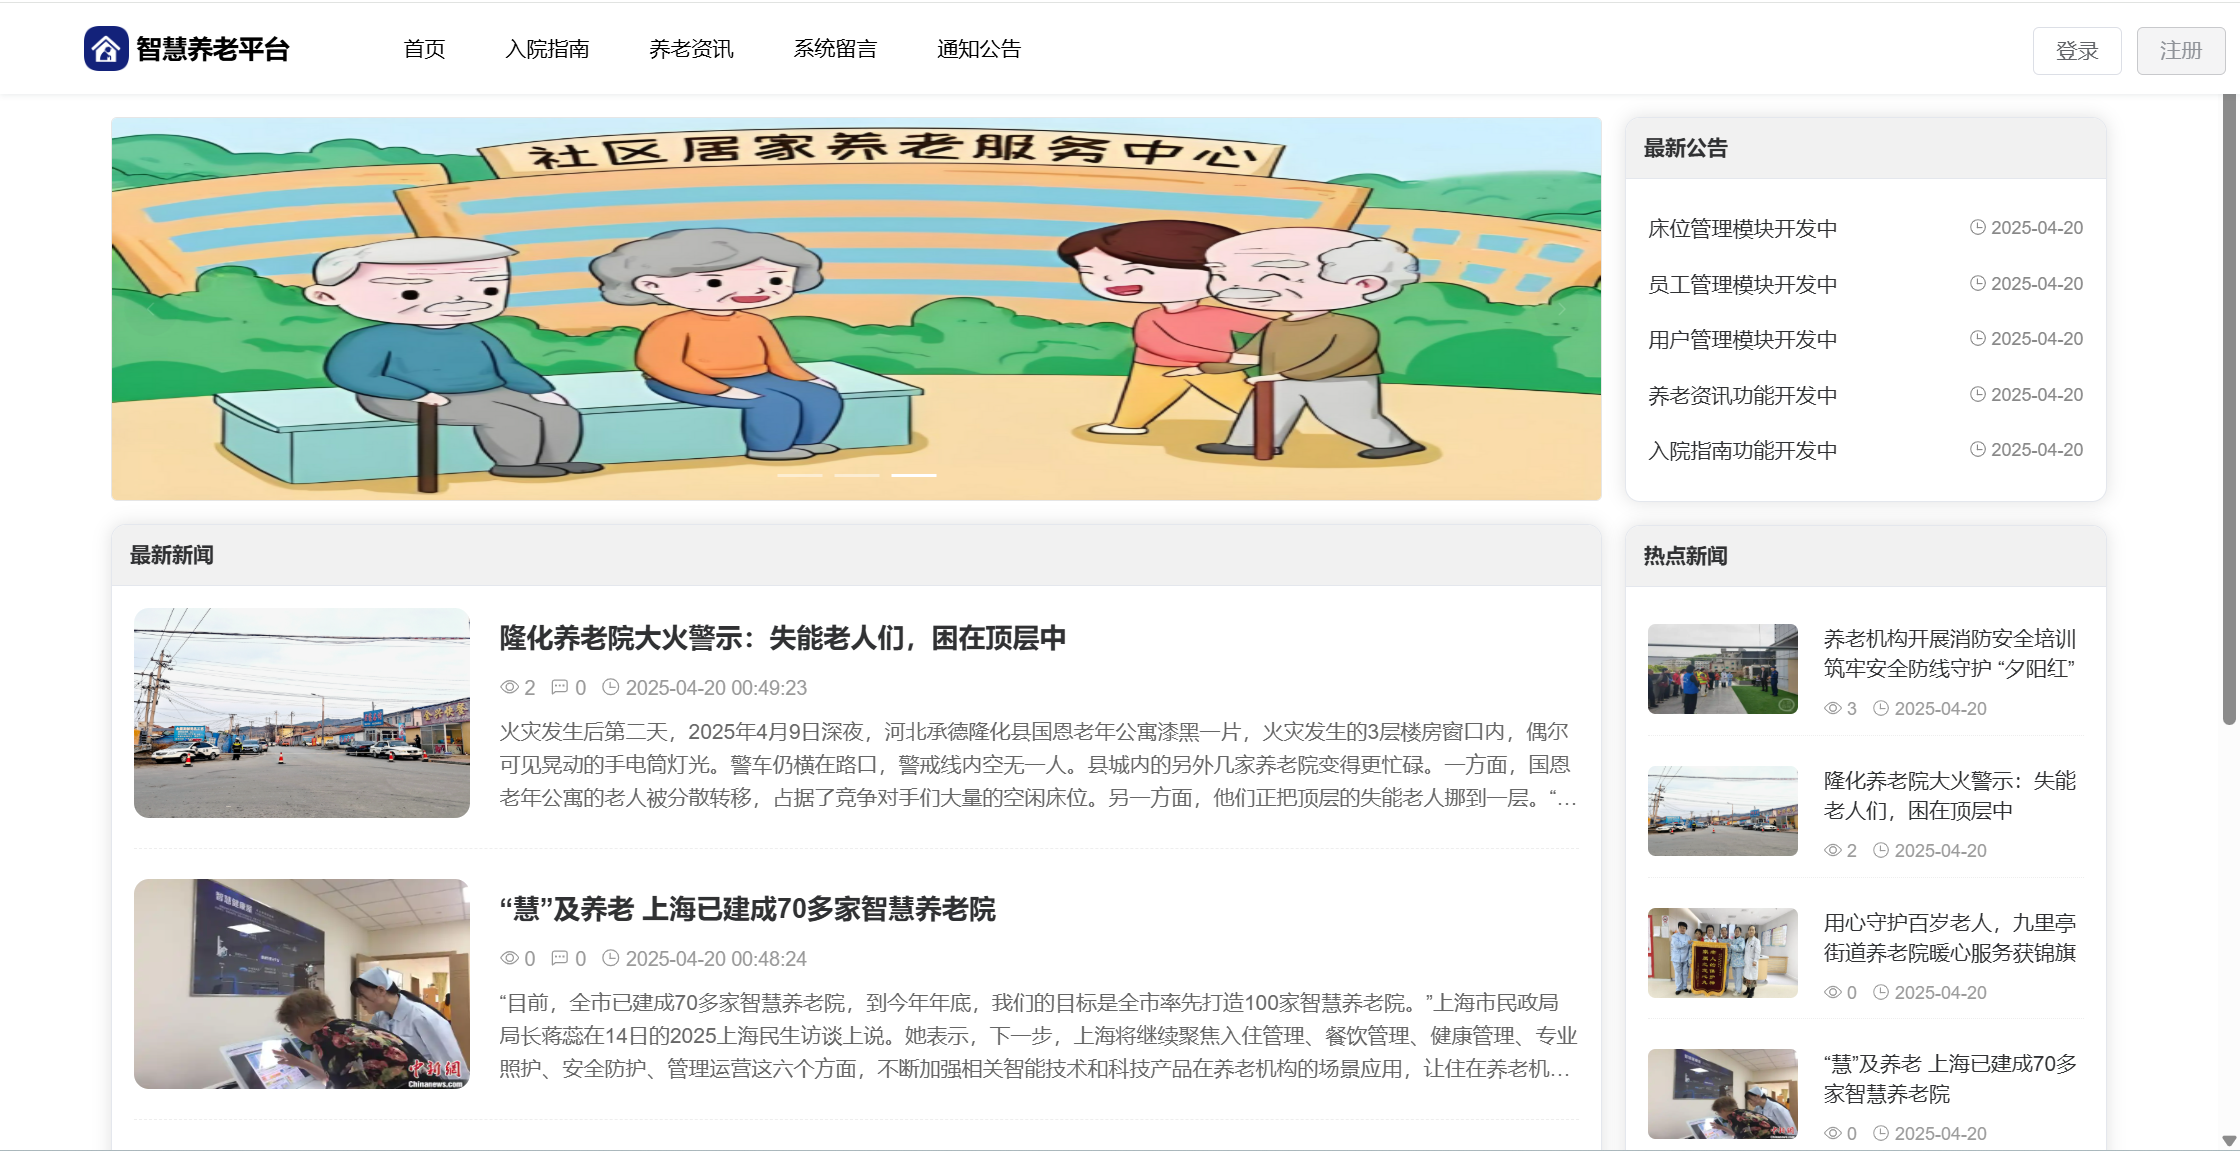 智慧养老平台
首页
入院指南
养老资讯
系统留言
通知公告
登录
注册
社区居家养老服务中心
最新公告
床位管理模块开发中 2025-04-20
员工管理模块开发中 2025-04-20
用户管理模块开发中 2025-04-20
养老资讯功能开发中 2025-04-20
入院指南功能开发中 2025-04-20
最新新闻
隆化养老院大火警示：失能老人们，困在顶层中
2 0 2025-04-20 00:49:23
火灾发生后第二天，2025年4月9日深夜，河北承德隆化县国恩老年公寓漆黑一片，火灾发生的3层楼房窗口内，偶尔
可见晃动的手电筒灯光。警车仍横在路口，警戒线内空无一人。县城内的另外几家养老院变得更忙碌。一方面，国恩
老年公寓的老人被分散转移，占据了竞争对手们大量的空闲床位。另一方面，他们正把顶层的失能老人挪到一层。“…
智慧健康屋
中新网
Chinanews.com
“慧”及养老 上海已建成70多家智慧养老院
0 0 2025-04-20 00:48:24
“目前，全市已建成70多家智慧养老院，到今年年底，我们的目标是全市率先打造100家智慧养老院。”上海市民政局
局长蒋蕊在14日的2025上海民生访谈上说。她表示，下一步，上海将继续聚焦入住管理、餐饮管理、健康管理、专业
照护、安全防护、管理运营这六个方面，不断加强相关智能技术和科技产品在养老机构的场景应用，让住在养老机…
热点新闻
养老机构开展消防安全培训
筑牢安全防线守护 “夕阳红”
3 2025-04-20
隆化养老院大火警示：失能
老人们，困在顶层中
2 2025-04-20
用心守护百岁老人，九里亭
街道养老院暖心服务获锦旗
0 2025-04-20
“慧”及养老 上海已建成70多
家智慧养老院
0 2025-04-20